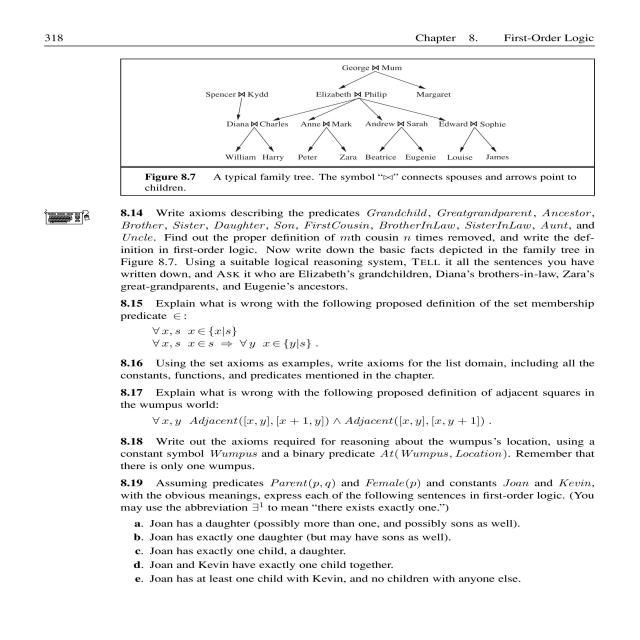 318 Chapter 8. First-Order Logic
George ⋈ Mum
Spencer ⋈ Kydd Elizabeth ⋈ Philip Margaret
Diana ⋈ Charles Anne ⋈ Mark Andrew ⋈ Sarah Edward ⋈ Sophie
William Harry Peter Zara Beatrice Eugenie Louise James
Figure 8.7 A typical family tree. The symbol “⋈” connects spouses and arrows point to
children.
8.14 Write axioms describing the predicates Grandchild, Greatgrandparent, Ancestor,
Brother, Sister, Daughter, Son, FirstCousin, BrotherInLaw, SisterInLaw, Aunt, and
Uncle. Find out the proper definition of mth cousin n times removed, and write the def-
inition in first-order logic. Now write down the basic facts depicted in the family tree in
Figure 8.7. Using a suitable logical reasoning system, TELL it all the sentences you have
written down, and ASK it who are Elizabeth's grandchildren, Diana's brothers-in-law, Zara's
great-grandparents, and Eugenie's ancestors.
8.15 Explain what is wrong with the following proposed definition of the set membership
predicate ∈ :
∀ x, s x ∈ {x|s}
∀ x, s x ∈ s ⇒ ∀ y x ∈ {y|s} .
8.16 Using the set axioms as examples, write axioms for the list domain, including all the
constants, functions, and predicates mentioned in the chapter.
8.17 Explain what is wrong with the following proposed definition of adjacent squares in
the wumpus world:
∀ x, y Adjacent([x, y], [x + 1, y]) ∧ Adjacent([x, y], [x, y + 1]) .
8.18 Write out the axioms required for reasoning about the wumpus's location, using a
constant symbol Wumpus and a binary predicate At(Wumpus, Location). Remember that
there is only one wumpus.
8.19 Assuming predicates Parent(p, q) and Female(p) and constants Joan and Kevin,
with the obvious meanings, express each of the following sentences in first-order logic. (You
may use the abbreviation ∃¹ to mean “there exists exactly one.”)
a. Joan has a daughter (possibly more than one, and possibly sons as well).
b. Joan has exactly one daughter (but may have sons as well).
c. Joan has exactly one child, a daughter.
d. Joan and Kevin have exactly one child together.
e. Joan has at least one child with Kevin, and no children with anyone else.